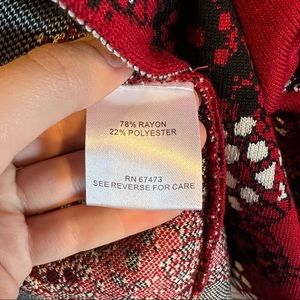 78% RAYON
22% POLYESTER
RN 67473
SEE REVERSE FOR CARE